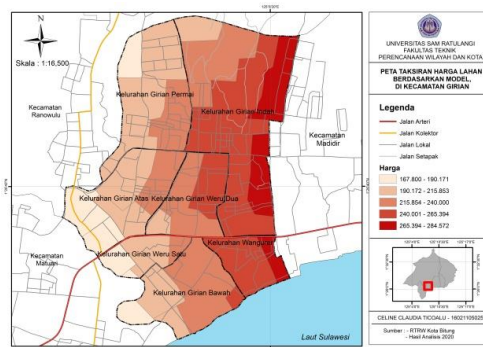 N
Skala : 1:16,500
Kecamatan
Ranowulu
Kelurahan Girian Permai
Kelurahan Girian Indah
Kecamatan
Madidir
Kelurahan Girian Atas
Kelurahan Girian Weru Dua
Kelurahan Wangurer
Kecamatan
Matuari
Kelurahan Girian Weru Satu
Kelurahan Girian Bawah
Laut Sulawesi
UNIVERSITAS SAM RATULANGI
FAKULTAS TEKNIK
PERENCANAAN WILAYAH DAN KOTA
PETA TAKSIRAN HARGA LAHAN
BERDASARKAN MODEL,
DI KECAMATAN GIRIAN
Legenda
Jalan Arteri
Jalan Kolektor
Jalan Lokal
Jalan Setapak
Harga
167.800 - 190.171
190.172 - 215.853
215.854 - 240.000
240.001 - 265.394
265.394 - 284.572
CELINE CLAUDIA TICOALU - 16021105025
Sumber : - RTRW Kota Bitung
- Hasil Analisis 2020